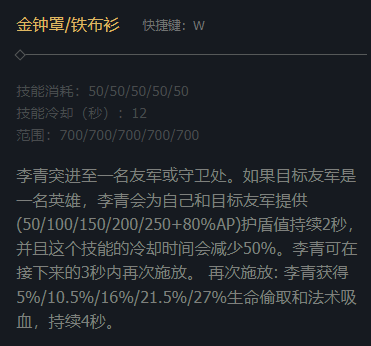 金钟罩/铁布衫 快捷键：W
技能消耗：50/50/50/50/50
技能冷却（秒）：12
范围：700/700/700/700/700
李青突进至一名友军或守卫处。如果目标友军是
一名英雄，李青会为自己和目标友军提供
(50/100/150/200/250+80%AP)护盾值持续2秒，
并且这个技能的冷却时间会减少50%。李青可在
接下来的3秒内再次施放。 再次施放: 李青获得
5%/10.5%/16%/21.5%/27%生命偷取和法术吸
血，持续4秒。